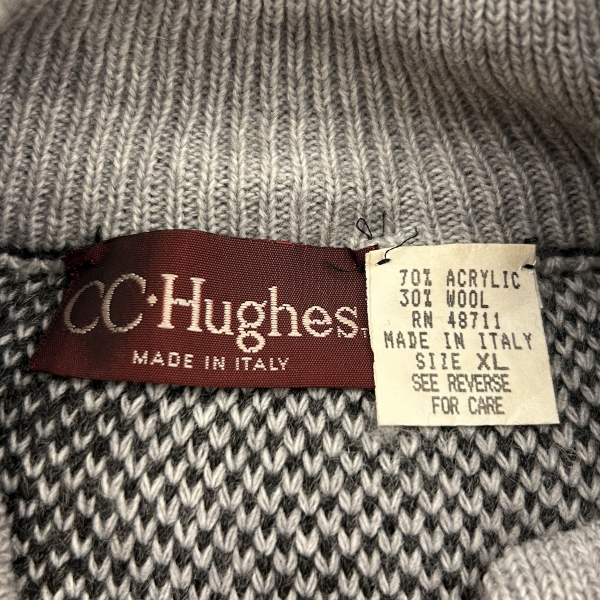 CC·Hughes
MADE IN ITALY
70% ACRYLIC
30% WOOL
RN 48711
MADE IN ITALY
SIZE XL
SEE REVERSE
FOR CARE